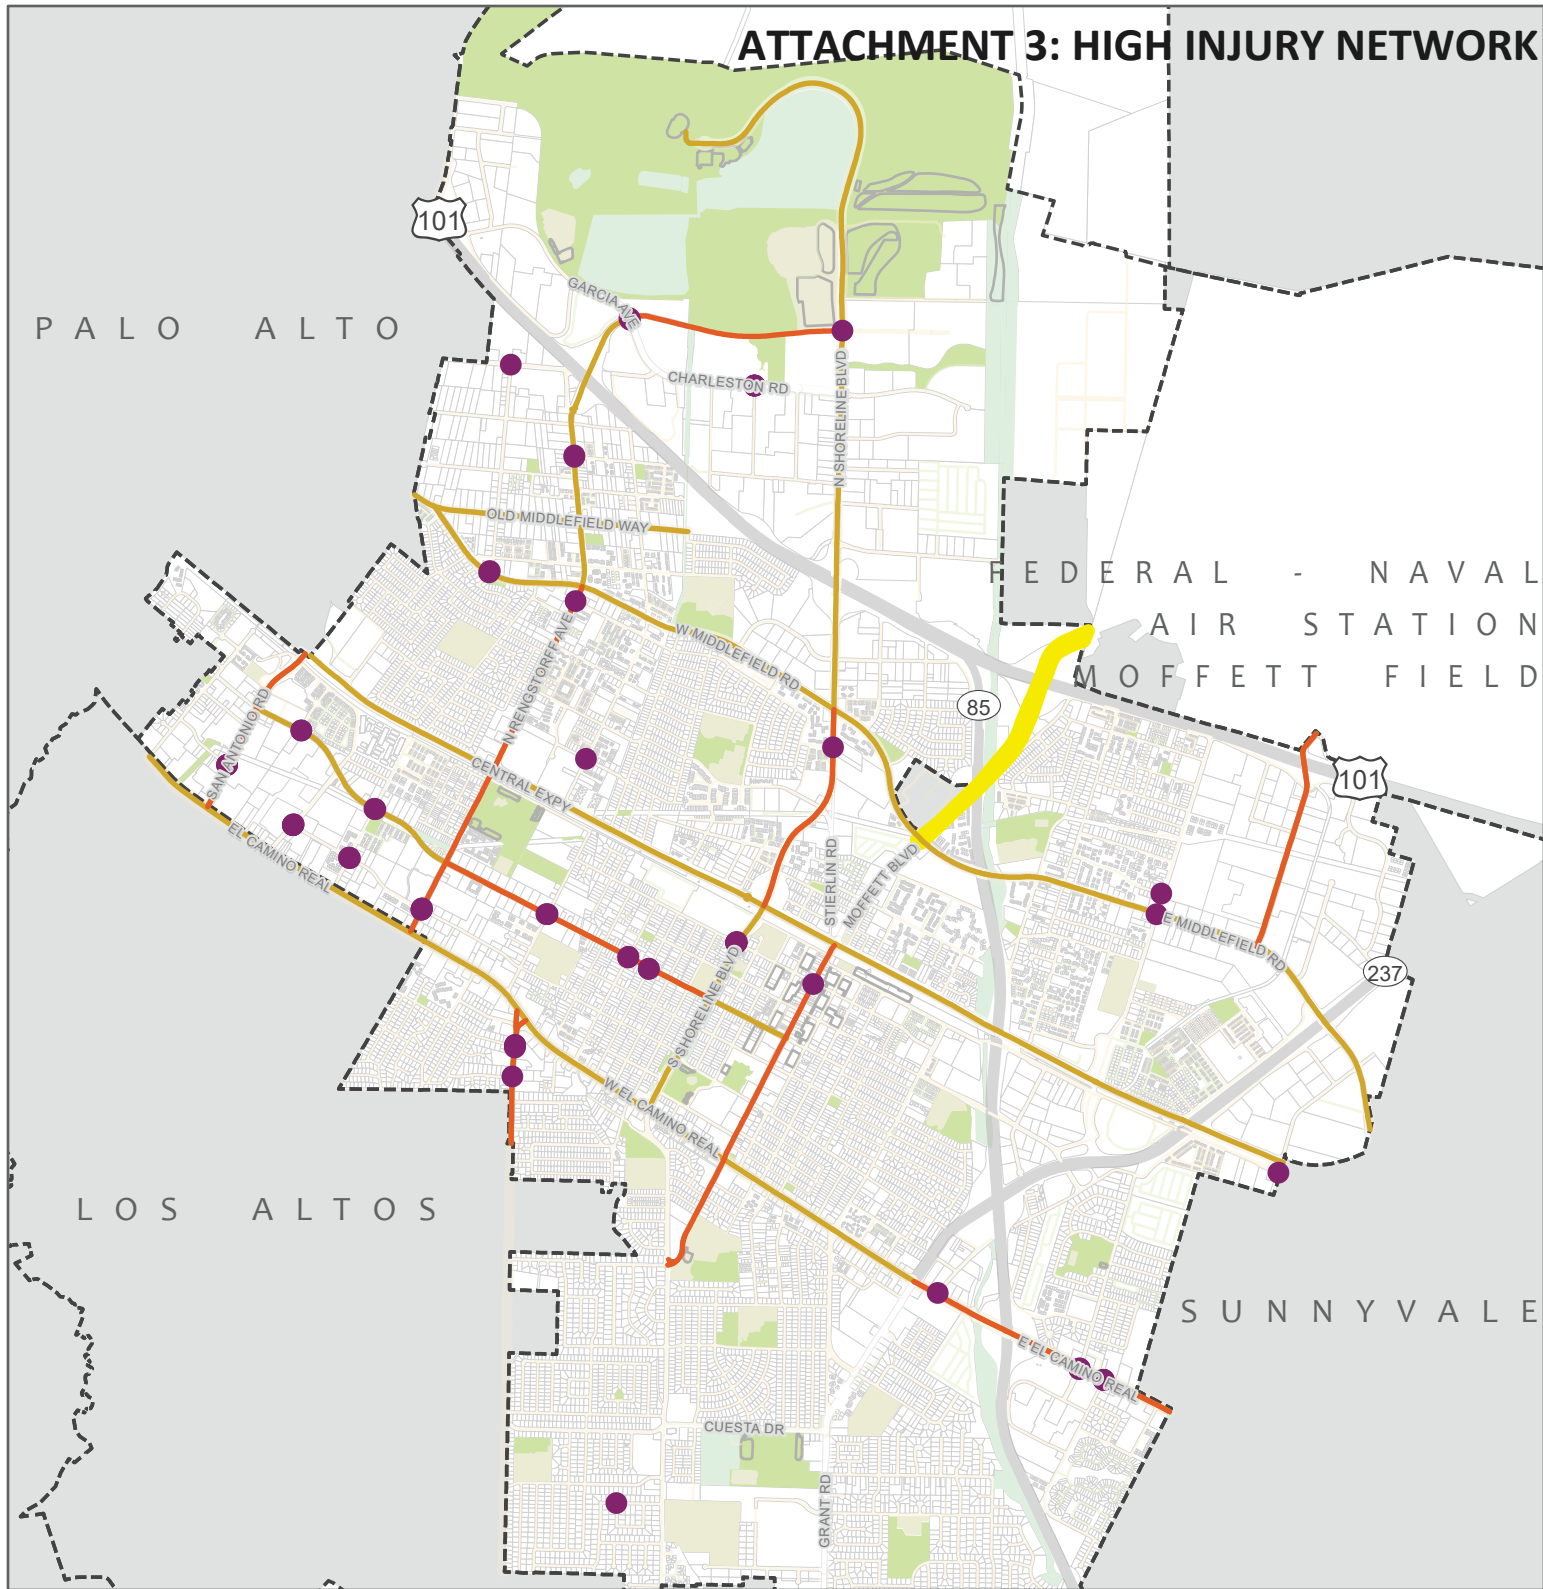 ATTACHMENT 3: HIGH INJURY NETWORK
101
GARCIA AVE
PALO ALTO
CHARLESTON RD
N SHORELINE BLVD
OLD MIDDLEFIELD WAY
FEDERAL - NAVAL
AIR STATION
MOFFETT FIELD
W MIDDLEFIELD RD
N RENGSTORFF AVE
85
SAN ANTONIO RD
CENTRAL EXPY
101
EL CAMINO REAL
STIERLIN RD
MOFFETT BLVD
E MIDDLEFIELD RD
237
S SHORELINE BLVD
W EL CAMINO REAL
LOS ALTOS
SUNNYVALE
E EL CAMINO REAL
CUESTA DR
GRANT RD